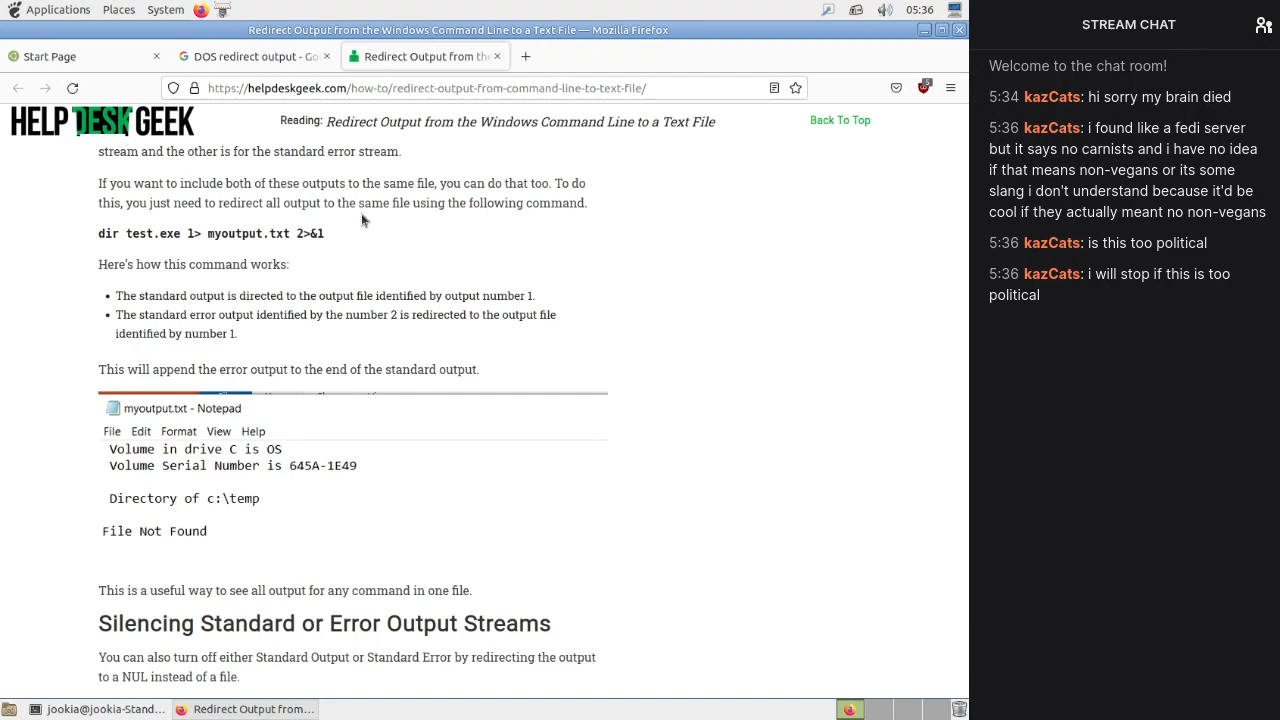 Applications Places System 05:36
Redirect Output from the Windows Command Line to a Text File — Mozilla Firefox
Start Page
DOS redirect output - Go
Redirect Output from the
https://helpdeskgeek.com/how-to/redirect-output-from-command-line-to-text-file/
5
HELP DESK GEEK
Reading: Redirect Output from the Windows Command Line to a Text File
Back To Top
stream and the other is for the standard error stream.
If you want to include both of these outputs to the same file, you can do that too. To do
this, you just need to redirect all output to the same file using the following command.
dir test.exe 1> myoutput.txt 2>&1
Here's how this command works:
• The standard output is directed to the output file identified by output number 1.
• The standard error output identified by the number 2 is redirected to the output file
identified by number 1.
This will append the error output to the end of the standard output.
myoutput.txt - Notepad
File Edit Format View Help
Volume in drive C is OS
Volume Serial Number is 645A-1E49
Directory of c:\temp
File Not Found
This is a useful way to see all output for any command in one file.
Silencing Standard or Error Output Streams
You can also turn off either Standard Output or Standard Error by redirecting the output
to a NUL instead of a file.
jookia@jookia-Stand...
Redirect Output from...
STREAM CHAT
Welcome to the chat room!
5:34 kazCats: hi sorry my brain died
5:36 kazCats: i found like a fedi server
but it says no carnists and i have no idea
if that means non-vegans or its some
slang i don't understand because it'd be
cool if they actually meant no non-vegans
5:36 kazCats: is this too political
5:36 kazCats: i will stop if this is too
political